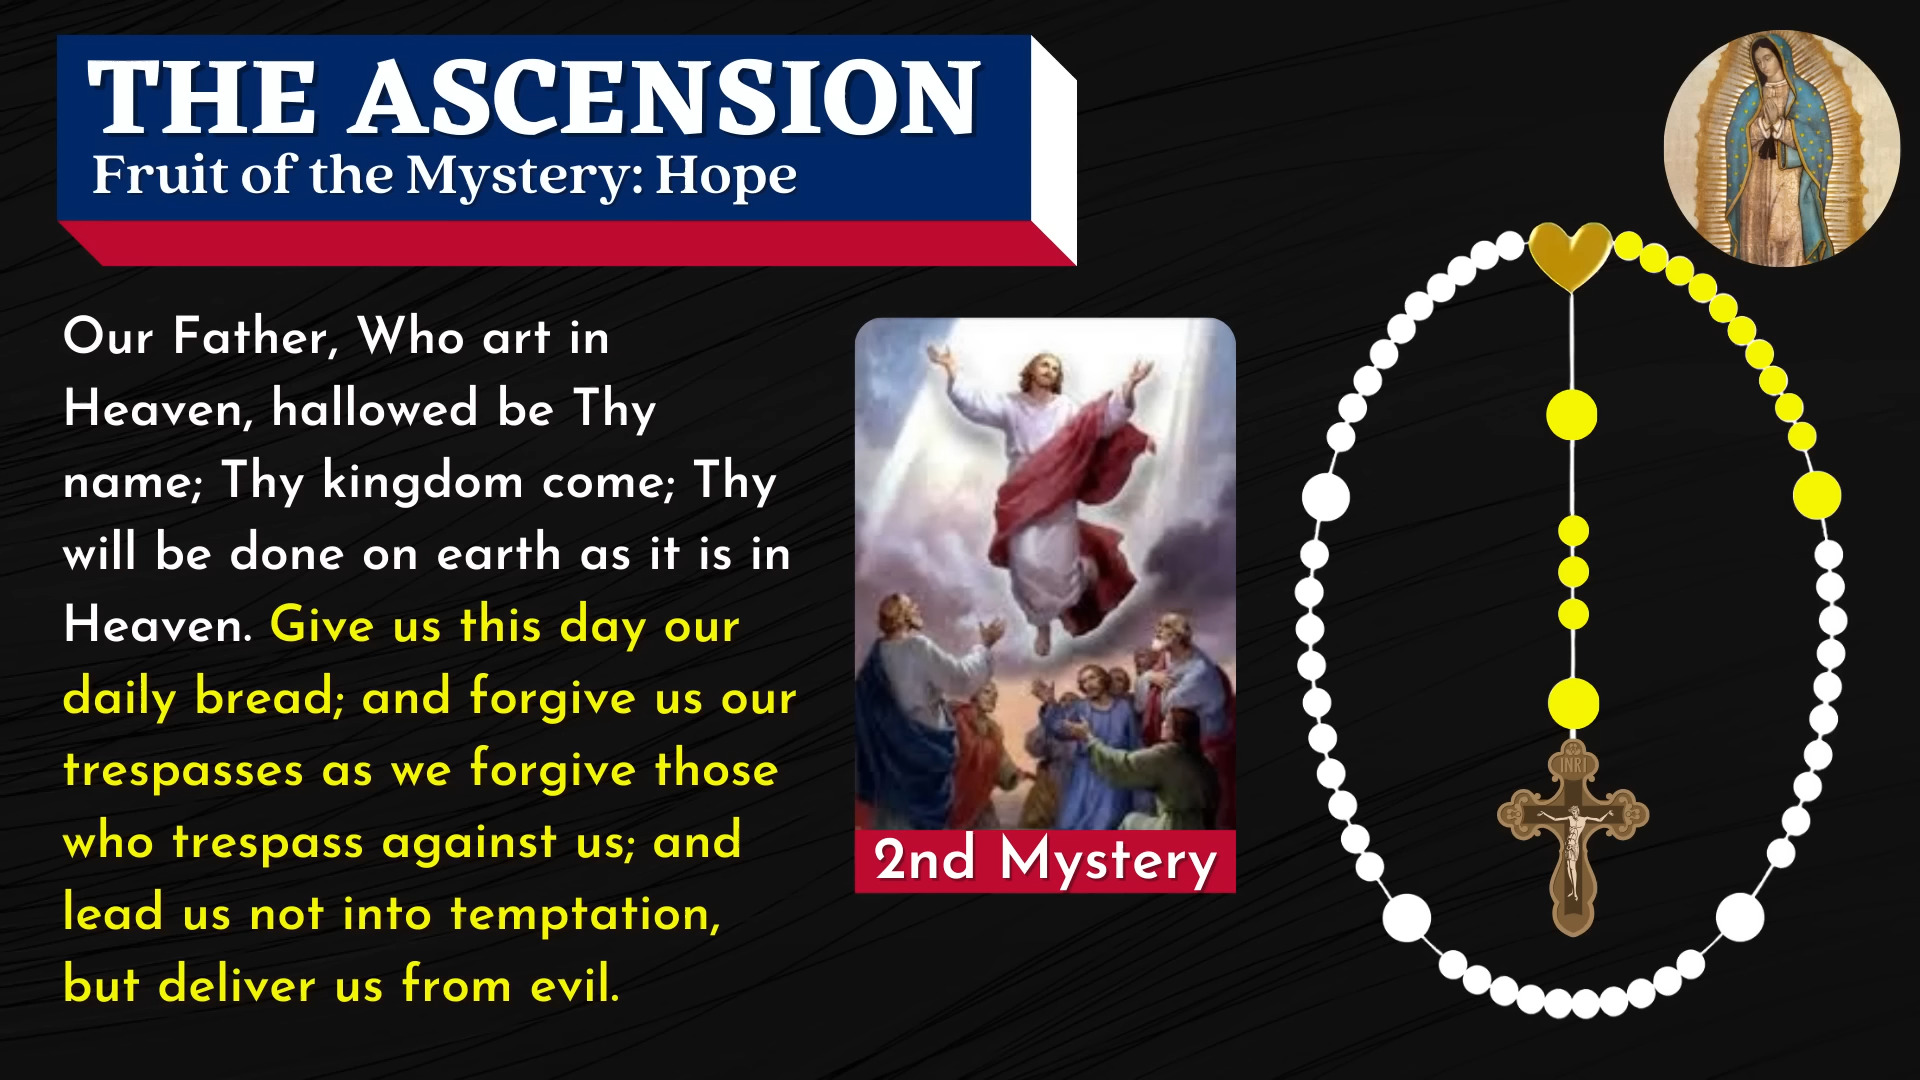 THE ASCENSION
Fruit of the Mystery: Hope
Our Father, Who art in
Heaven, hallowed be Thy
name; Thy kingdom come; Thy
will be done on earth as it is in
Heaven. Give us this day our
daily bread; and forgive us our
trespasses as we forgive those
who trespass against us; and
lead us not into temptation,
but deliver us from evil.
2nd Mystery
INRI